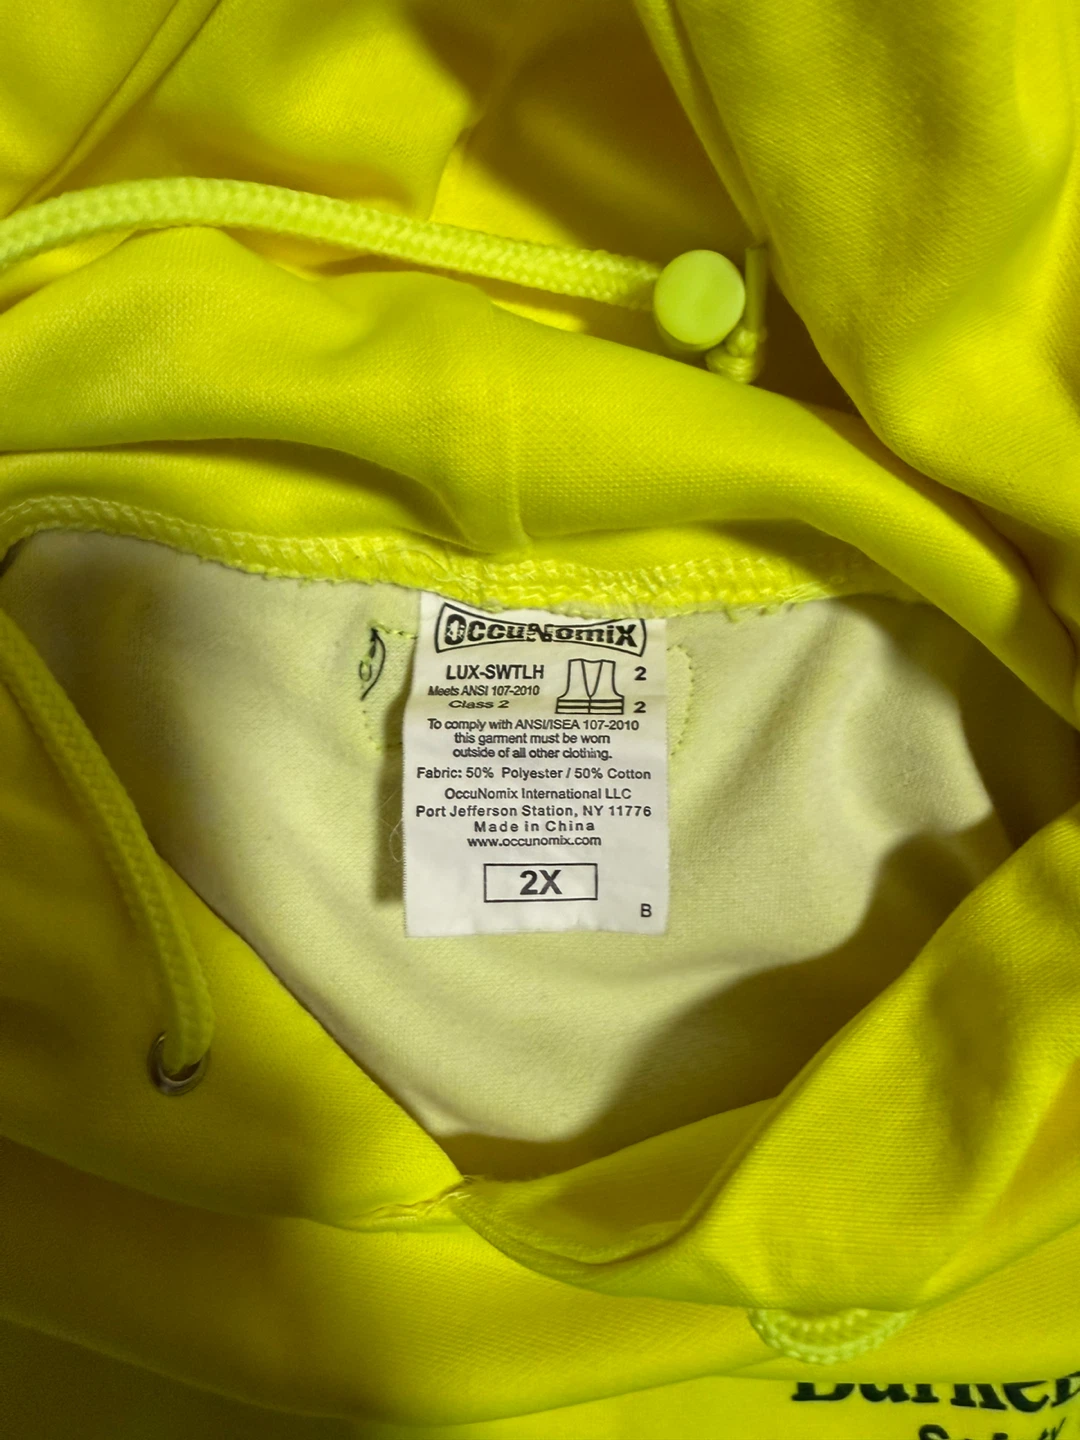 OccuNomiX
LUX-SWTLH
Meets ANSI 107-2010
Class 2
2
2
To comply with ANSI/ISEA 107-2010
this garment must be worn
outside of all other clothing.
Fabric: 50% Polyester / 50% Cotton
OccuNomix International LLC
Port Jefferson Station, NY 11776
Made in China
www.occunomix.com
2X
B